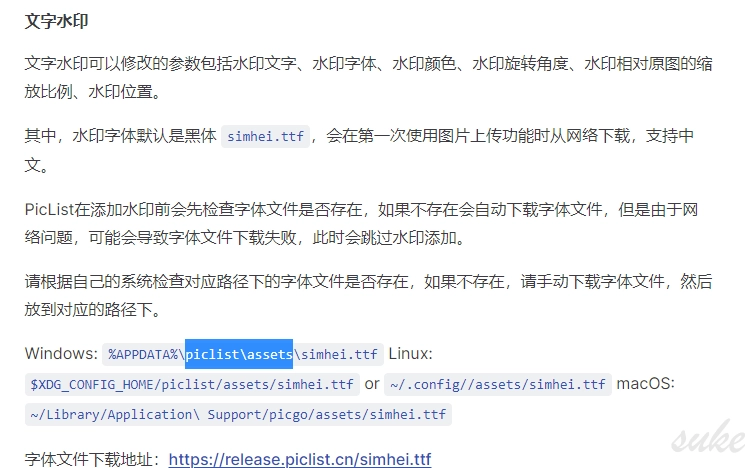 文字水印
文字水印可以修改的参数包括水印文字、水印字体、水印颜色、水印旋转角度、水印相对原图的缩
放比例、水印位置。
其中，水印字体默认是黑体 simhei.ttf，会在第一次使用图片上传功能时从网络下载，支持中
文。
PicList在添加水印前会先检查字体文件是否存在，如果不存在会自动下载字体文件，但是由于网
络问题，可能会导致字体文件下载失败，此时会跳过水印添加。
请根据自己的系统检查对应路径下的字体文件是否存在，如果不存在，请手动下载字体文件，然后
放到对应的路径下。
Windows: %APPDATA%\piclist\assets\simhei.ttf Linux:
$XDG_CONFIG_HOME/piclist/assets/simhei.ttf or ~/.config//assets/simhei.ttf macOS:
~/Library/Application\ Support/picgo/assets/simhei.ttf
字体文件下载地址：https://release.piclist.cn/simhei.ttf
suke